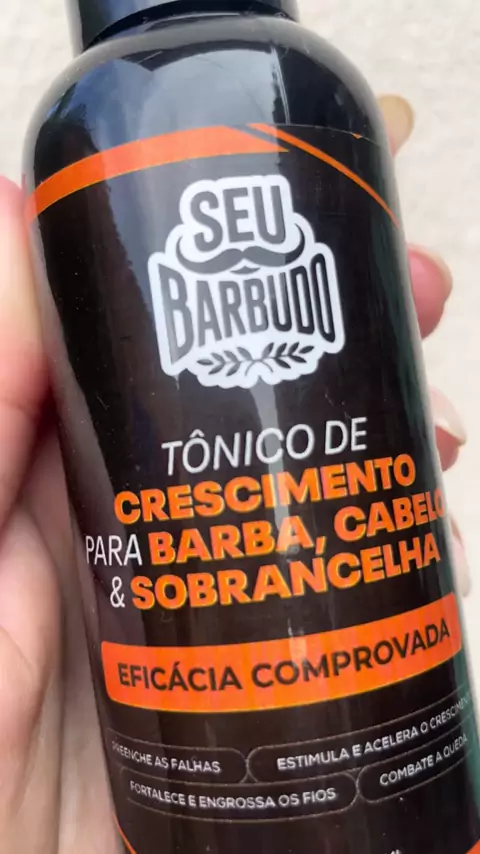 SEU
BARBUDO
TÔNICO DE
CRESCIMENTO
PARA BARBA, CABELO
& SOBRANCELHA
EFICÁCIA COMPROVADA
PREENCHE AS FALHAS
ESTIMULA E ACELERA O CRESCIMENTO
FORTALECE E ENGROSSA OS FIOS
COMBATE A QUEDA